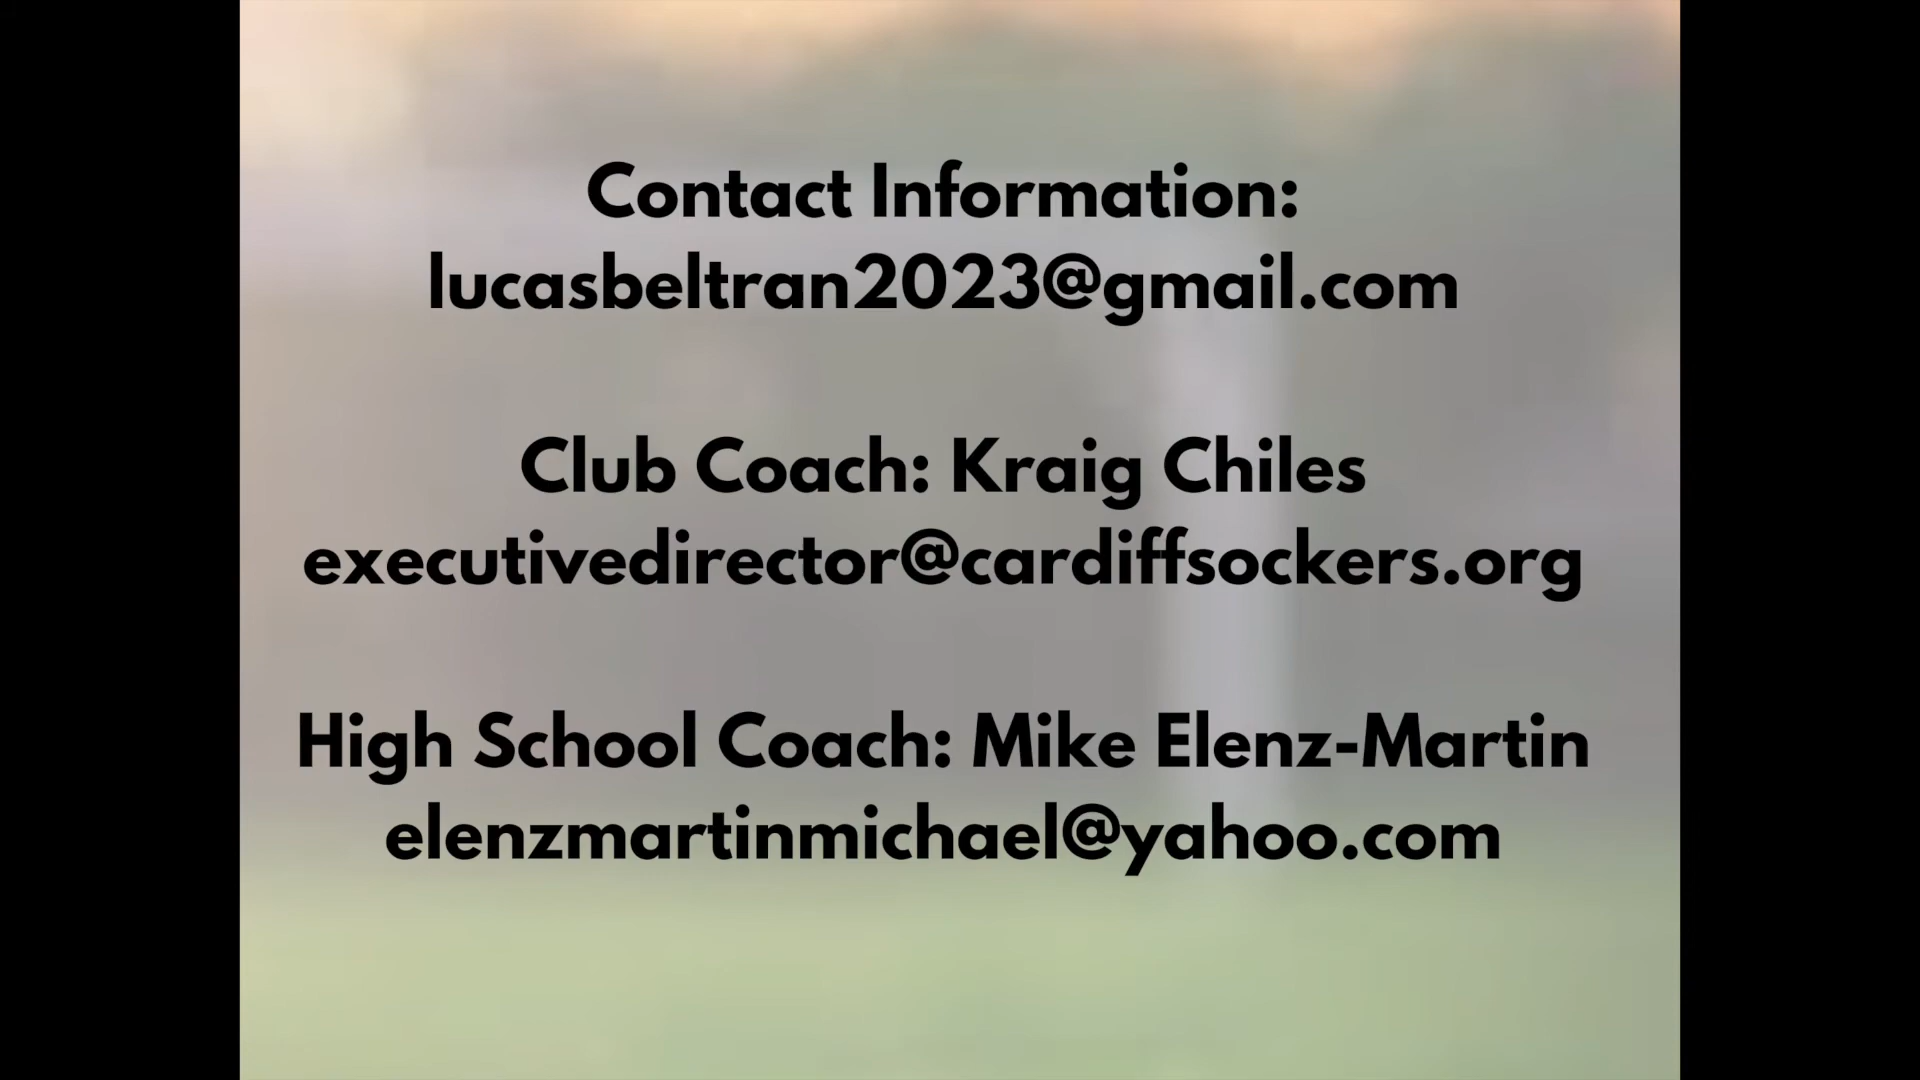 Contact Information:
lucasbeltran2023@gmail.com
Club Coach: Kraig Chiles
executivedirector@cardiffsockers.org
High School Coach: Mike Elenz-Martin
elenzmartinmichael@yahoo.com